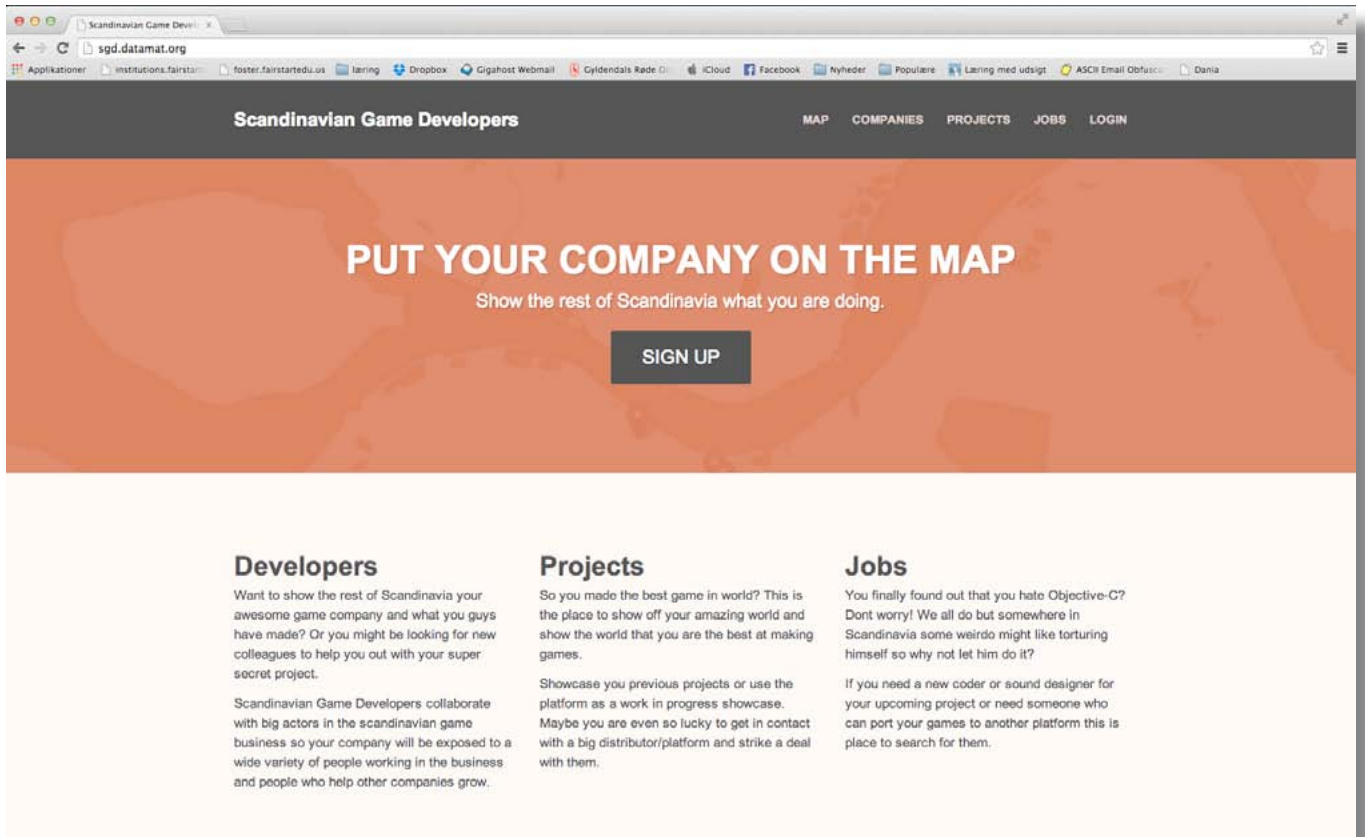 Scandinavian Game Devel
sgd.datamat.org
Applikationer institutions.fairstar foster.fairstartedu.us læring Dropbox Gigahost Webmail Gyldendals Røde O iCloud Facebook Nyheder Populære Læring med udsigt ASCII Email Obfusca Dania
Scandinavian Game Developers MAP COMPANIES PROJECTS JOBS LOGIN
PUT YOUR COMPANY ON THE MAP
Show the rest of Scandinavia what you are doing.
SIGN UP
Developers
Want to show the rest of Scandinavia your
awesome game company and what you guys
have made? Or you might be looking for new
colleagues to help you out with your super
secret project.
Scandinavian Game Developers collaborate
with big actors in the scandinavian game
business so your company will be exposed to a
wide variety of people working in the business
and people who help other companies grow.
Projects
So you made the best game in world? This is
the place to show off your amazing world and
show the world that you are the best at making
games.
Showcase you previous projects or use the
platform as a work in progress showcase.
Maybe you are even so lucky to get in contact
with a big distributor/platform and strike a deal
with them.
Jobs
You finally found out that you hate Objective-C?
Dont worry! We all do but somewhere in
Scandinavia some weirdo might like torturing
himself so why not let him do it?
If you need a new coder or sound designer for
your upcoming project or need someone who
can port your games to another platform this is
place to search for them.